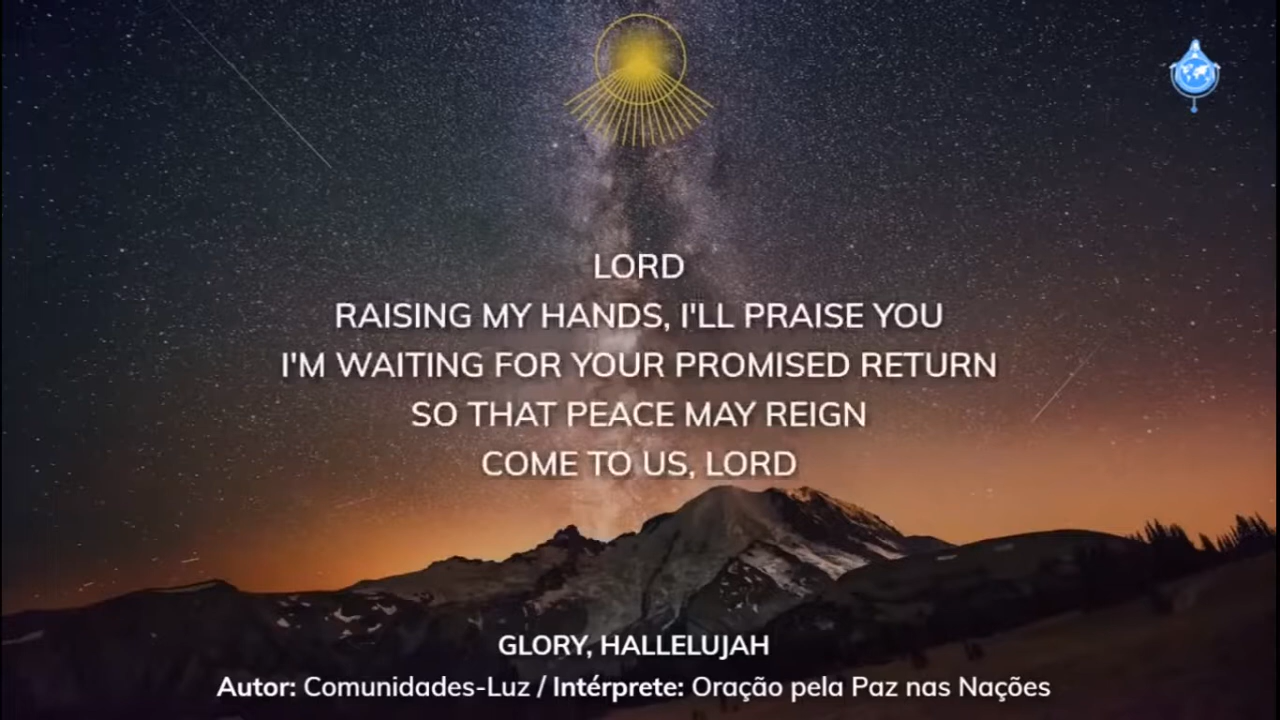 LORD
RAISING MY HANDS, I'LL PRAISE YOU
I'M WAITING FOR YOUR PROMISED RETURN
SO THAT PEACE MAY REIGN
COME TO US, LORD
GLORY, HALLELUJAH
Autor: Comunidades-Luz / Intérprete: Oração pela Paz nas Nações